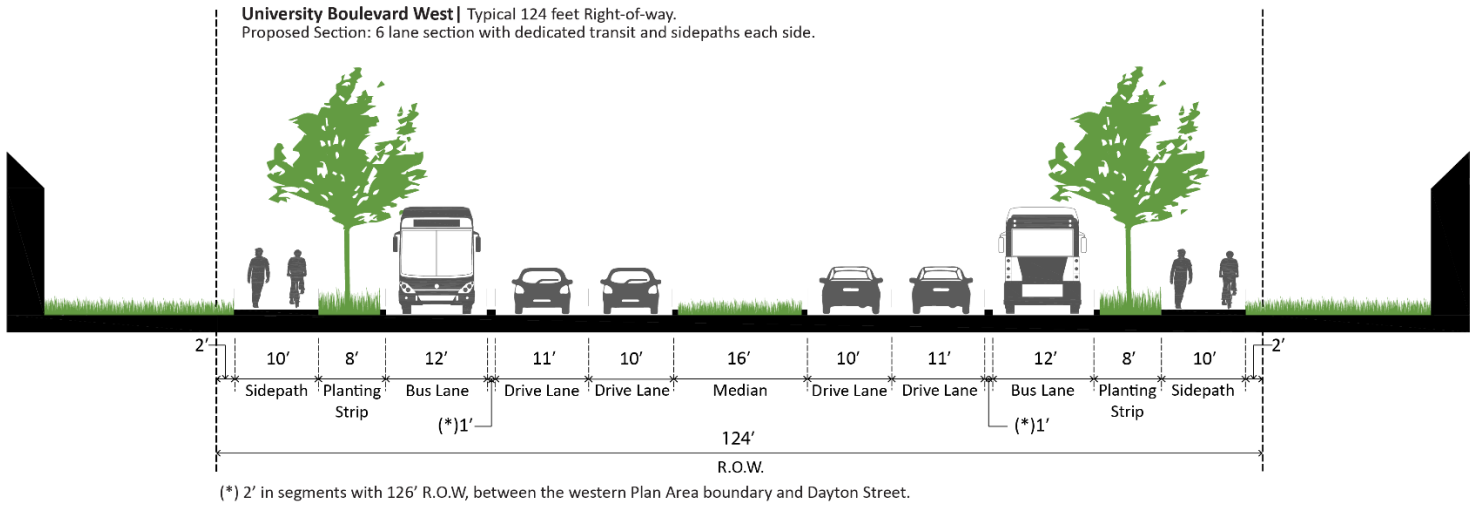 University Boulevard West| Typical 124 feet Right-of-way.
Proposed Section: 6 lane section with dedicated transit and sidepaths each side.
2’ 10’ 8’ 12’ 11’ 10’ 16’ 10’ 11’ 12’ 8’ 10’ 2’
Sidepath Planting Bus Lane Drive Lane Drive Lane Median Drive Lane Drive Lane Bus Lane Planting Sidepath
Strip Strip
(*)1’ (*)1’
124’
R.O.W.
(*) 2’ in segments with 126’ R.O.W, between the western Plan Area boundary and Dayton Street.